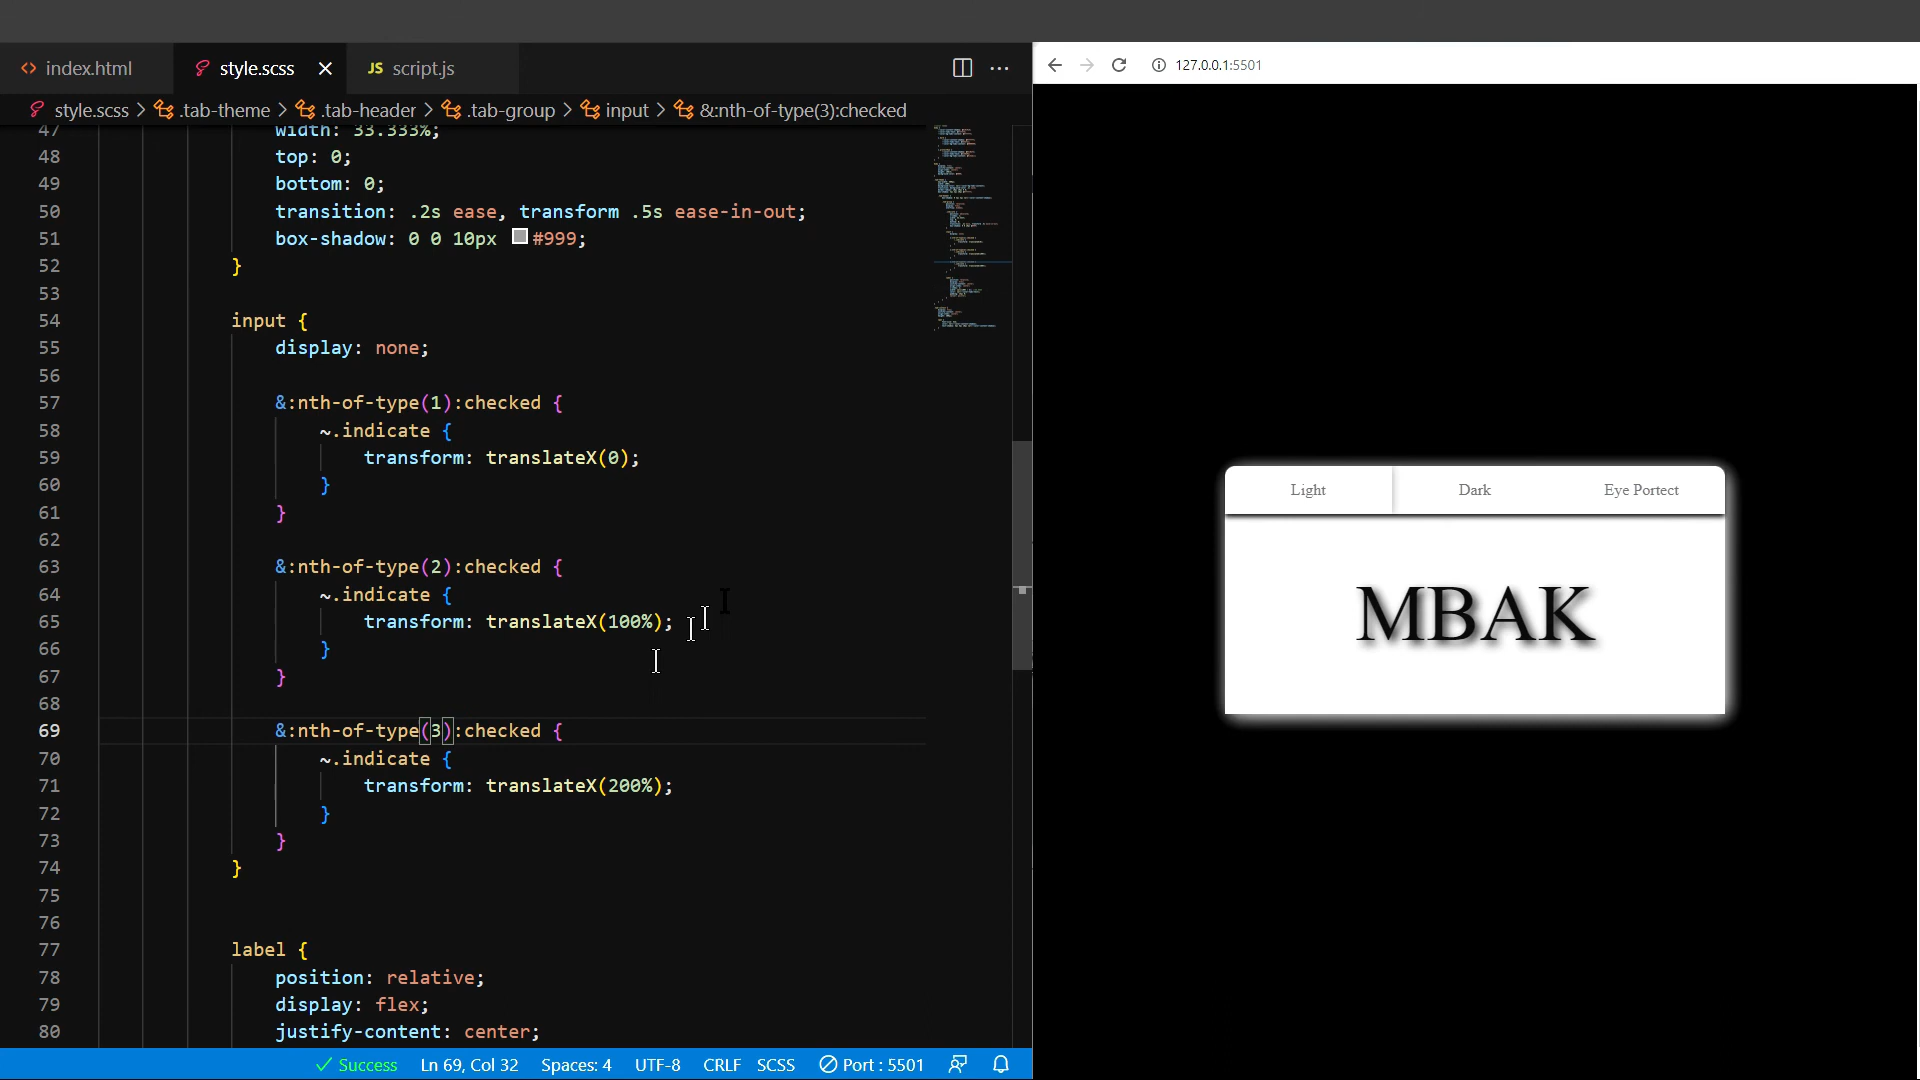 index.html
style.scss
JS script.js
127.0.0.1:5501
style.scss > .tab-theme > .tab-header > .tab-group > input > &:nth-of-type(3):checked
47 width: 33.333%;
48 top: 0;
49 bottom: 0;
50 transition: .2s ease, transform .5s ease-in-out;
51 box-shadow: 0 0 10px #999;
52 }
53
54 input {
55 display: none;
56
57 &:nth-of-type(1):checked {
58 ~.indicate {
59 transform: translateX(0);
60 }
61 }
62
63 &:nth-of-type(2):checked {
64 ~.indicate {
65 transform: translateX(100%);
66 }
67 }
68
69 &:nth-of-type(3):checked {
70 ~.indicate {
71 transform: translateX(200%);
72 }
73 }
74 }
75
76
77 label {
78 position: relative;
79 display: flex;
80 justify-content: center;
Light Dark Eye Portect
MBAK
Success Ln 69, Col 32 Spaces: 4 UTF-8 CRLF SCSS Port : 5501